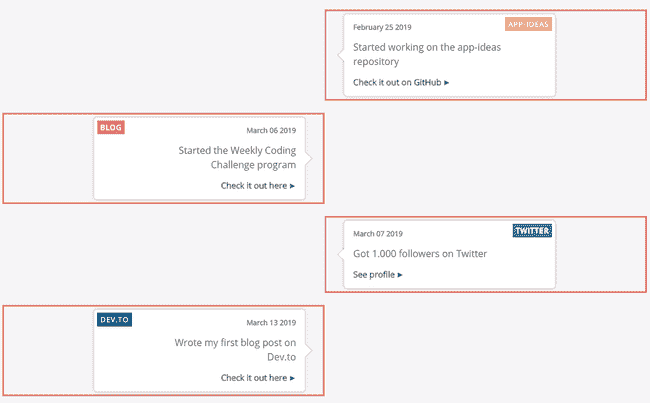 February 25 2019
APP-IDEAS
Started working on the app-ideas
repository
Check it out on GitHub ►
BLOG
March 06 2019
Started the Weekly Coding
Challenge program
Check it out here ►
March 07 2019
TWITTER
Got 1.000 followers on Twitter
See profile ►
DEV.TO
March 13 2019
Wrote my first blog post on
Dev.to
Check it out here ►